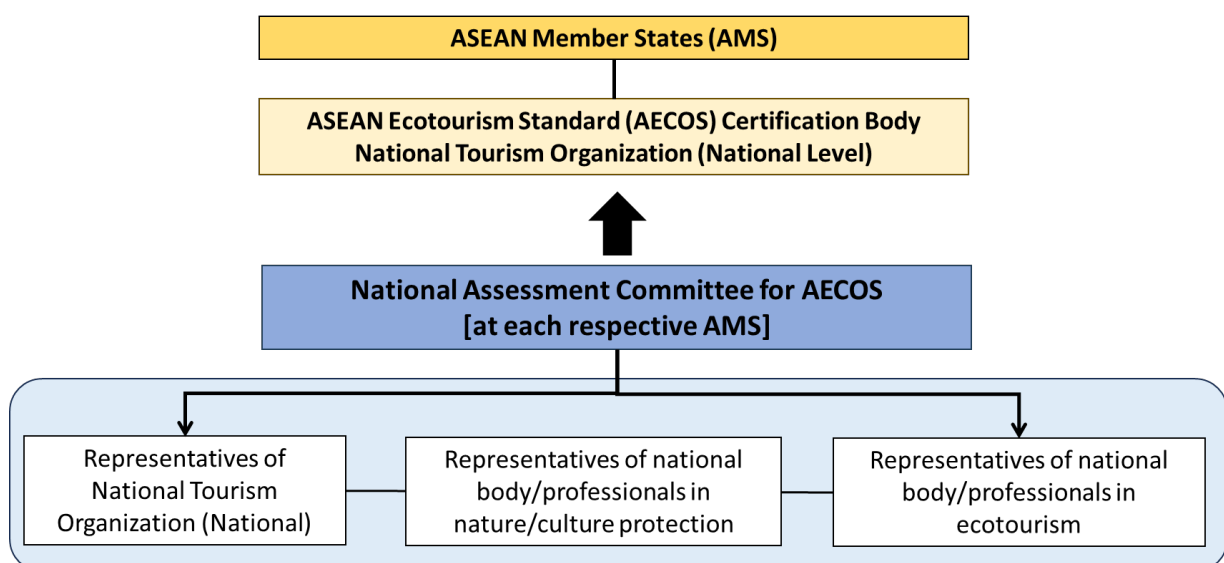 ASEAN Member States (AMS)
ASEAN Ecotourism Standard (AECOS) Certification Body
National Tourism Organization (National Level)
National Assessment Committee for AECOS
[at each respective AMS]
Representatives of
National Tourism
Organization (National)
Representatives of national
body/professionals in
nature/culture protection
Representatives of national
body/professionals in
ecotourism